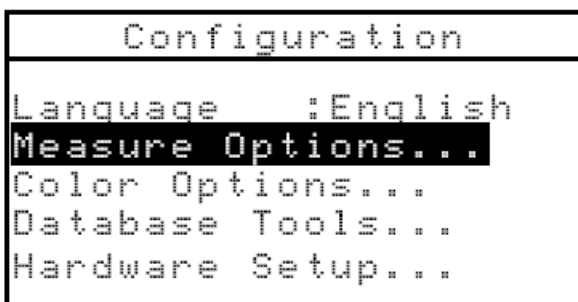 Configuration
Language :English
Measure Options...
Color Options...
Database Tools...
Hardware Setup...